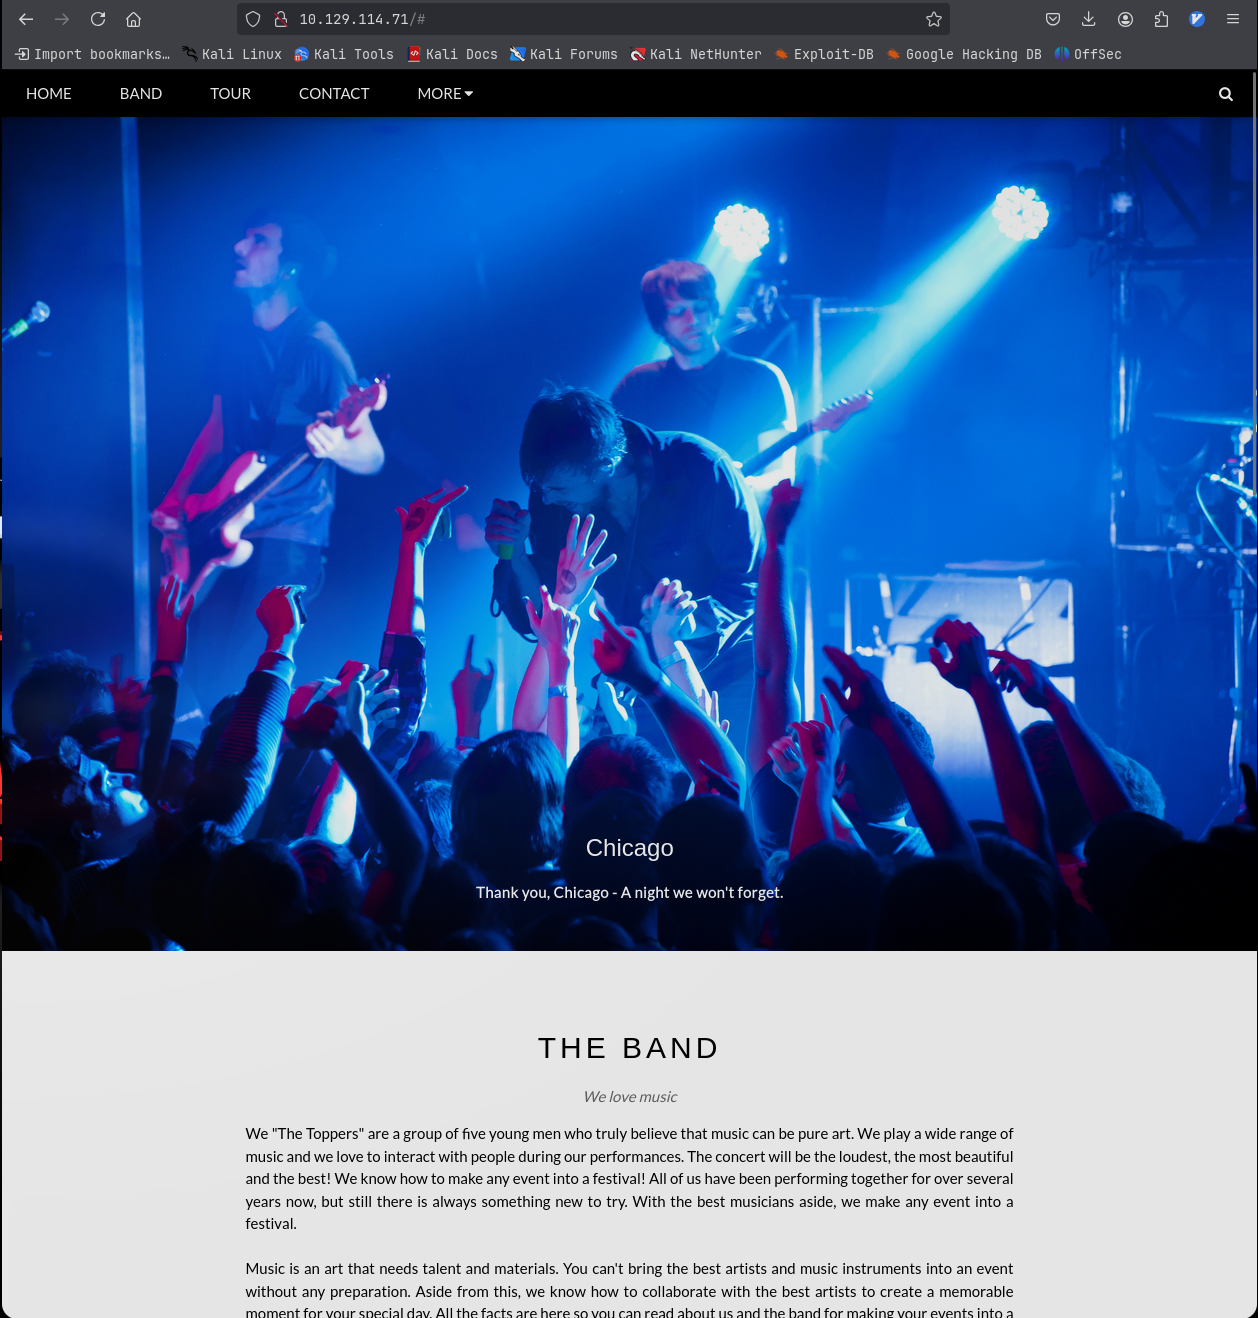 10.129.114.71/#
Import bookmarks… Kali Linux Kali Tools Kali Docs Kali Forums Kali NetHunter Exploit-DB Google Hacking DB OffSec
HOME BAND TOUR CONTACT MORE
Chicago
Thank you, Chicago - A night we won't forget.
THE BAND
We love music
We "The Toppers" are a group of five young men who truly believe that music can be pure art. We play a wide range of
music and we love to interact with people during our performances. The concert will be the loudest, the most beautiful
and the best! We know how to make any event into a festival! All of us have been performing together for over several
years now, but still there is always something new to try. With the best musicians aside, we make any event into a
festival.
Music is an art that needs talent and materials. You can't bring the best artists and music instruments into an event
without any preparation. Aside from this, we know how to collaborate with the best artists to create a memorable
moment for your special day. All the facts are here so you can read about us and the band for making your events into a